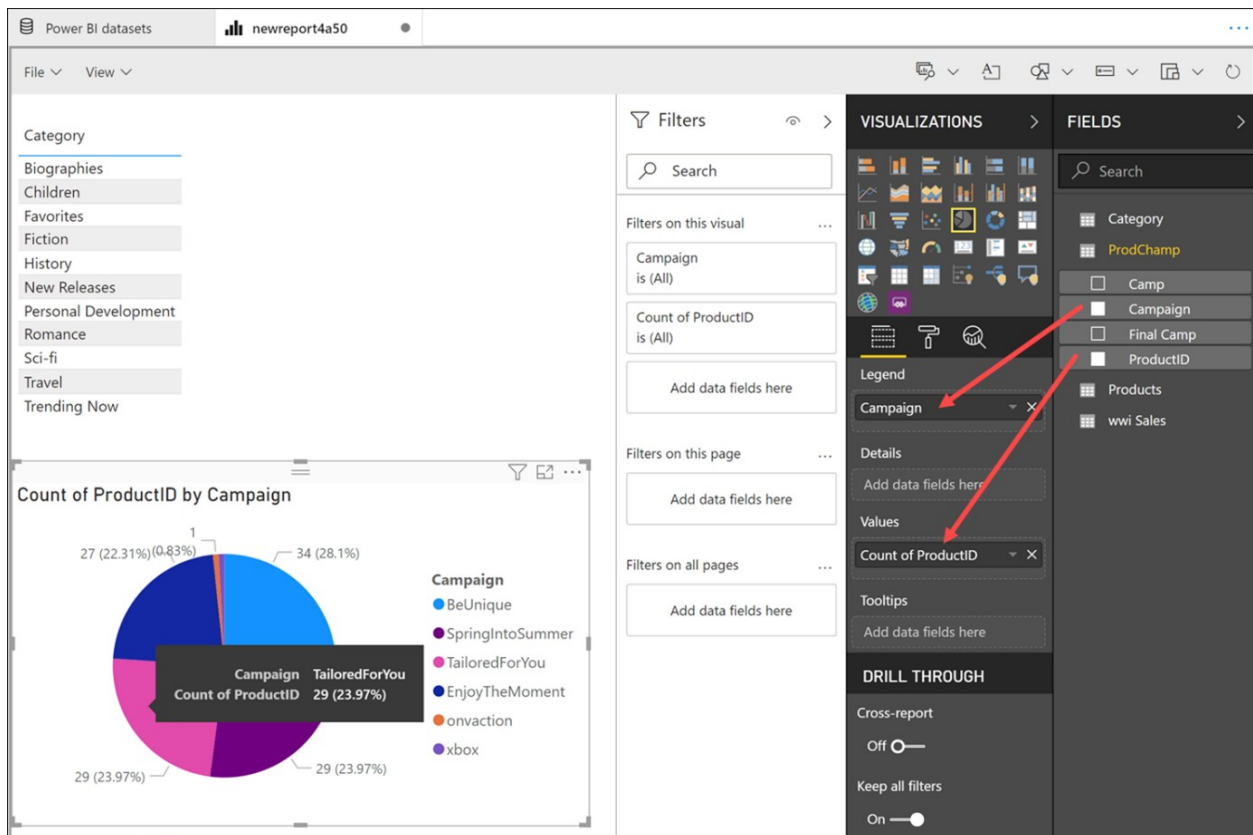 Power BI datasets
newreport4a50
File
View
Category
Biographies
Children
Favorites
Fiction
History
New Releases
Personal Development
Romance
Sci-fi
Travel
Trending Now
Count of ProductID by Campaign
1
27 (22.31%)
(0.83%)
34 (28.1%)
Campaign TailoredForYou
Count of ProductID 29 (23.97%)
29 (23.97%)
29 (23.97%)
Campaign
BeUnique
SpringIntoSummer
TailoredForYou
EnjoyTheMoment
onvaction
xbox
Filters
Search
Filters on this visual
...
Campaign
is (All)
Count of ProductID
is (All)
Add data fields here
Filters on this page
...
Add data fields here
Filters on all pages
...
Add data fields here
VISUALIZATIONS
Legend
Campaign
Details
Add data fields here
Values
Count of ProductID
Tooltips
Add data fields here
DRILL THROUGH
Cross-report
Off
Keep all filters
On
FIELDS
Search
Category
ProdChamp
Camp
Campaign
Final Camp
ProductID
Products
wwi Sales